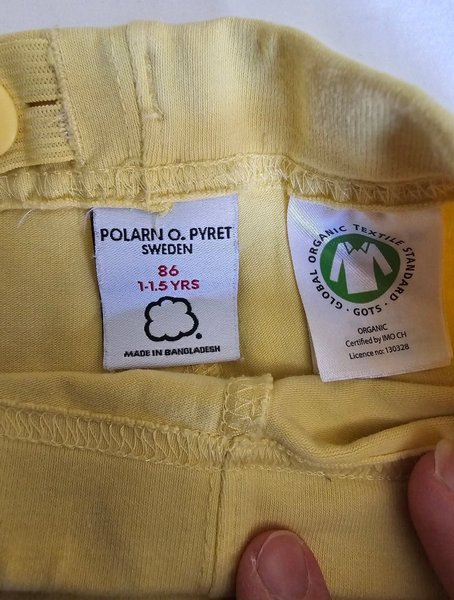 POLARN O. PYRET
SWEDEN
86
1-1.5 YRS
MADE IN BANGLADESH
GLOBAL ORGANIC TEXTILE STANDARD
· GOTS ·
ORGANIC
Certified by IMO CH
Licence no: 130328